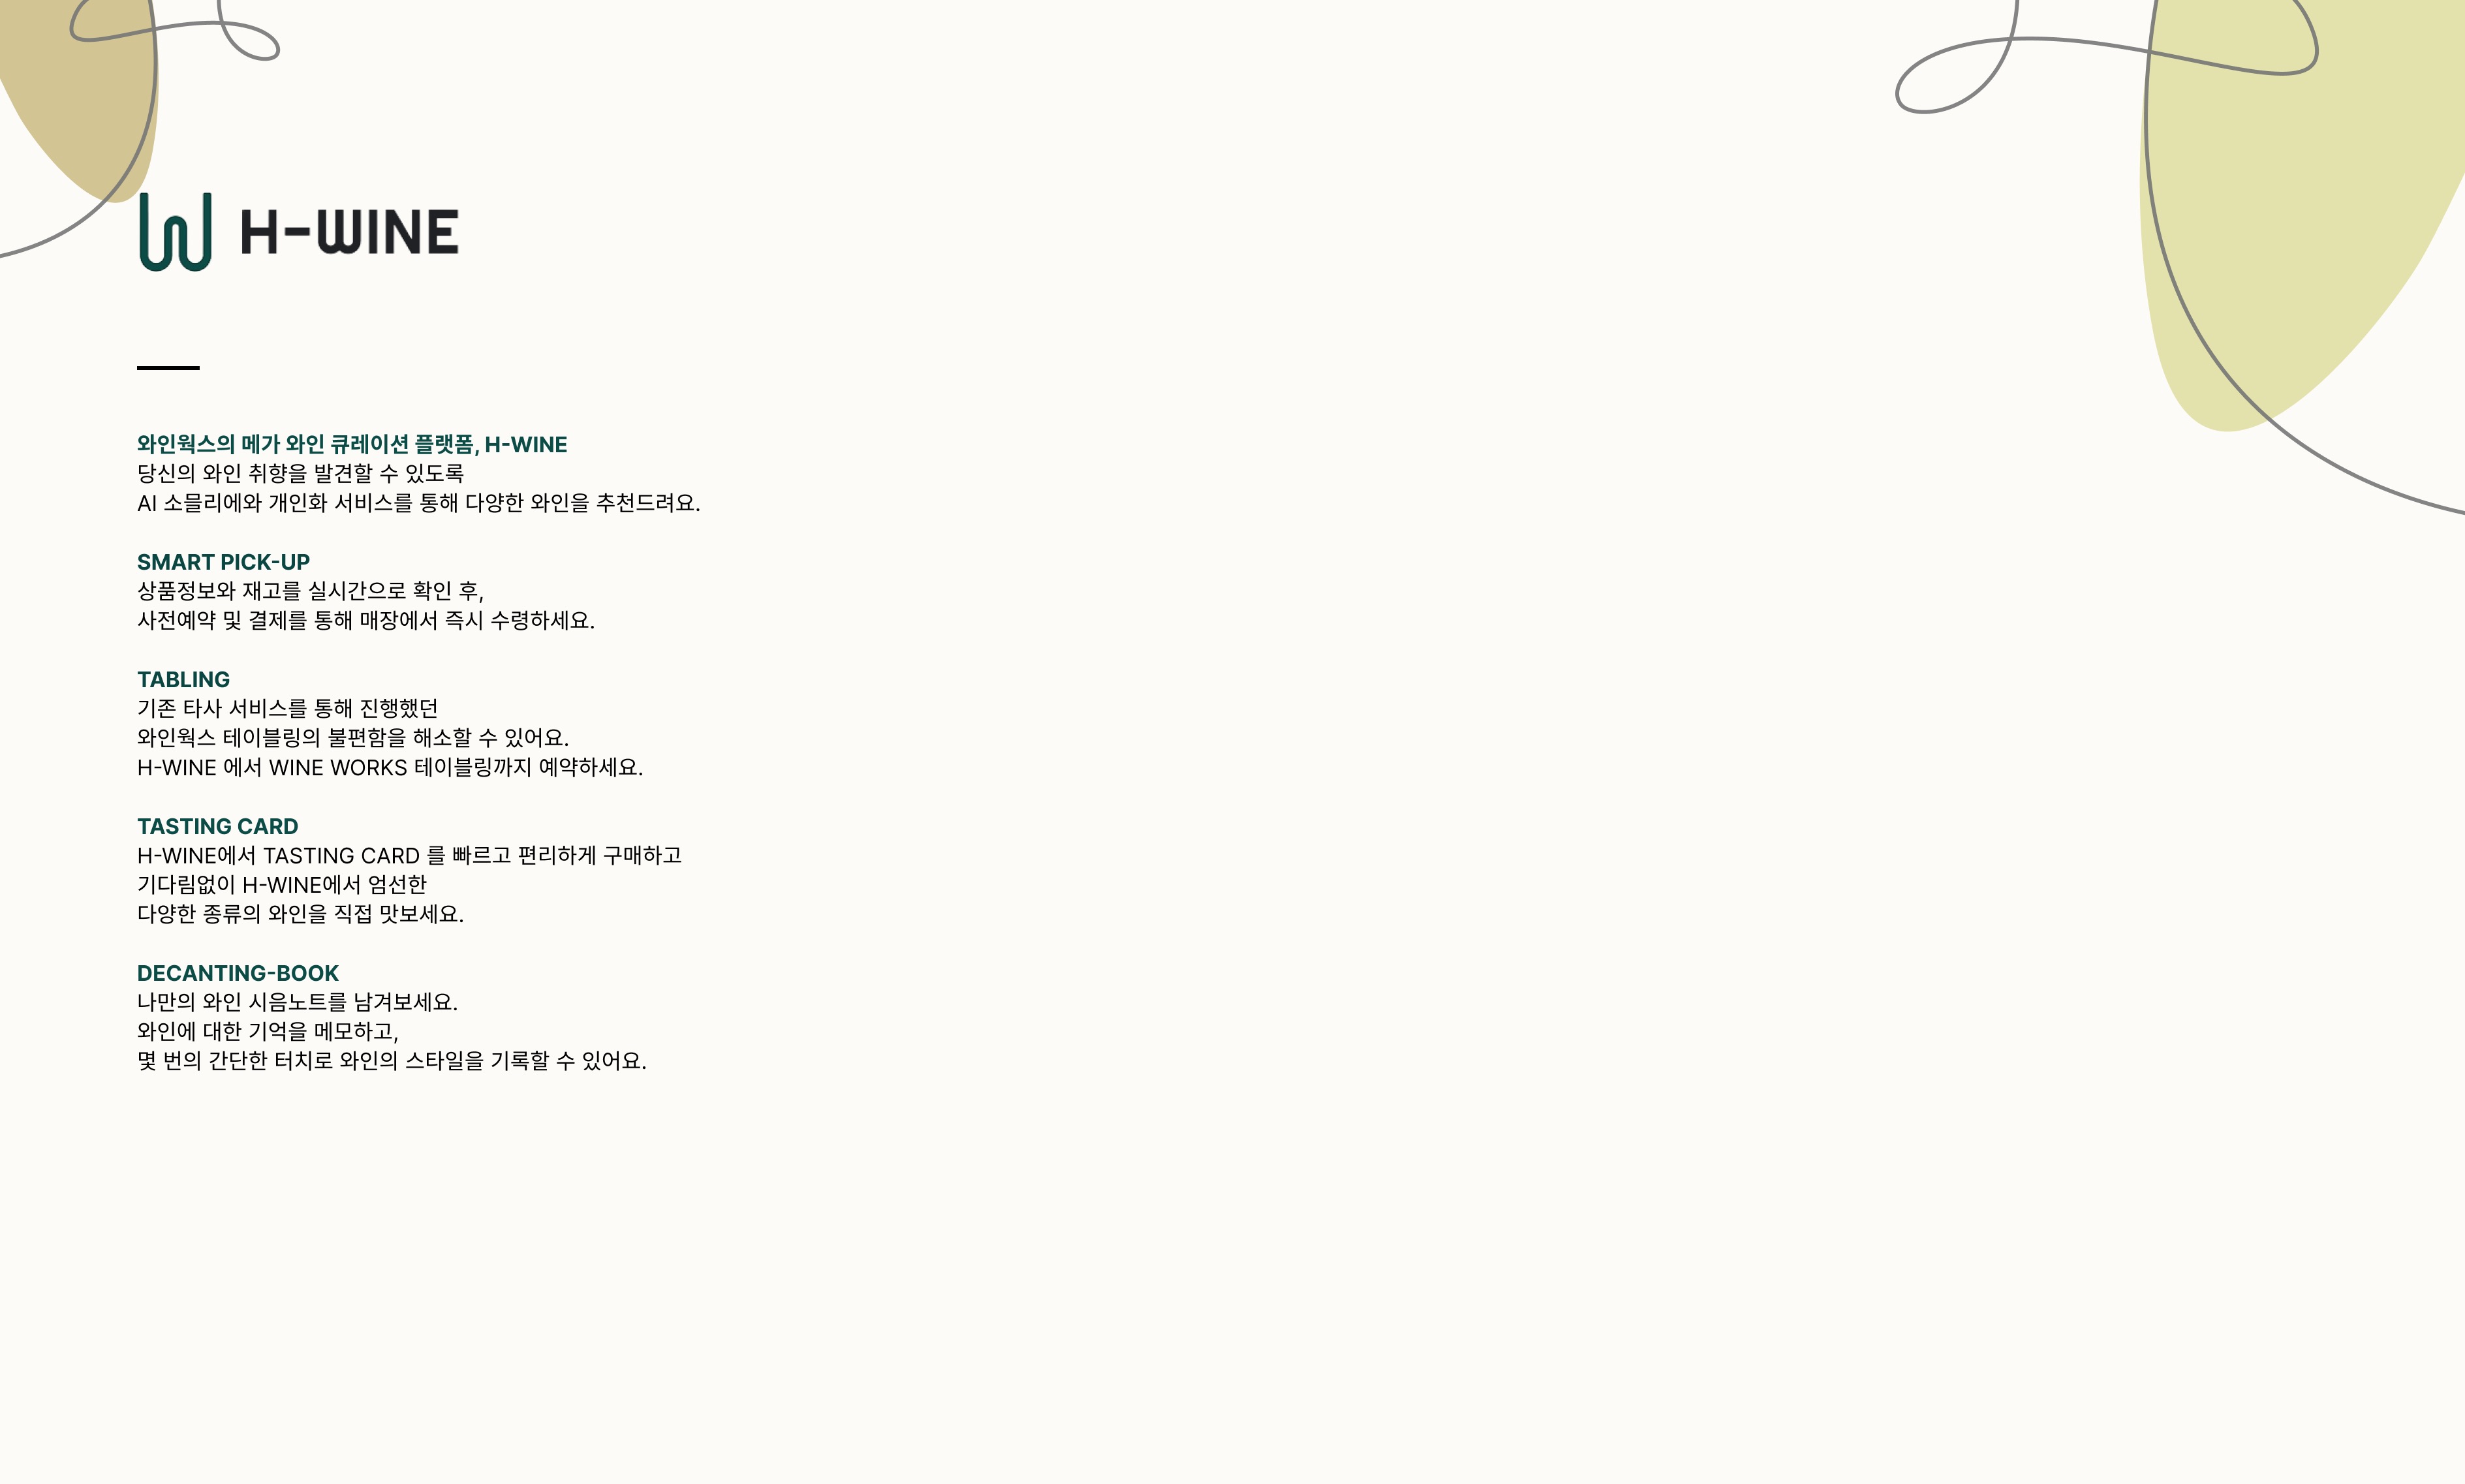 H-WINE
와인웍스의 메가 와인 큐레이션 플랫폼, H-WINE
당신의 와인 취향을 발견할 수 있도록
AI 소믈리에와 개인화 서비스를 통해 다양한 와인을 추천드려요.
SMART PICK-UP
상품정보와 재고를 실시간으로 확인 후,
사전예약 및 결제를 통해 매장에서 즉시 수령하세요.
TABLING
기존 타사 서비스를 통해 진행했던
와인웍스 테이블링의 불편함을 해소할 수 있어요.
H-WINE 에서 WINE WORKS 테이블링까지 예약하세요.
TASTING CARD
H-WINE에서 TASTING CARD 를 빠르고 편리하게 구매하고
기다림없이 H-WINE에서 엄선한
다양한 종류의 와인을 직접 맛보세요.
DECANTING-BOOK
나만의 와인 시음노트를 남겨보세요.
와인에 대한 기억을 메모하고,
몇 번의 간단한 터치로 와인의 스타일을 기록할 수 있어요.